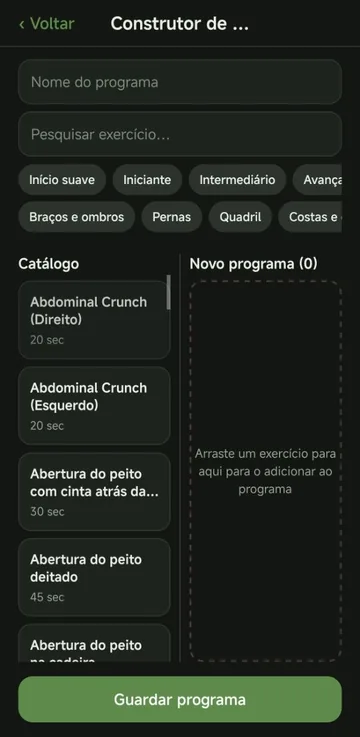 ‹ Voltar
Construtor de ...
Nome do programa
Pesquisar exercício...
Início suave
Iniciante
Intermediário
Avança
Braços e ombros
Pernas
Quadril
Costas e
Catálogo
Novo programa (0)
Abdominal Crunch
(Direito)
20 sec
Abdominal Crunch
(Esquerdo)
20 sec
Abertura do peito
com cinta atrás da...
30 sec
Abertura do peito
deitado
45 sec
Abertura do peito
na cadeira
Arraste um exercício para
aqui para o adicionar ao
programa
Guardar programa